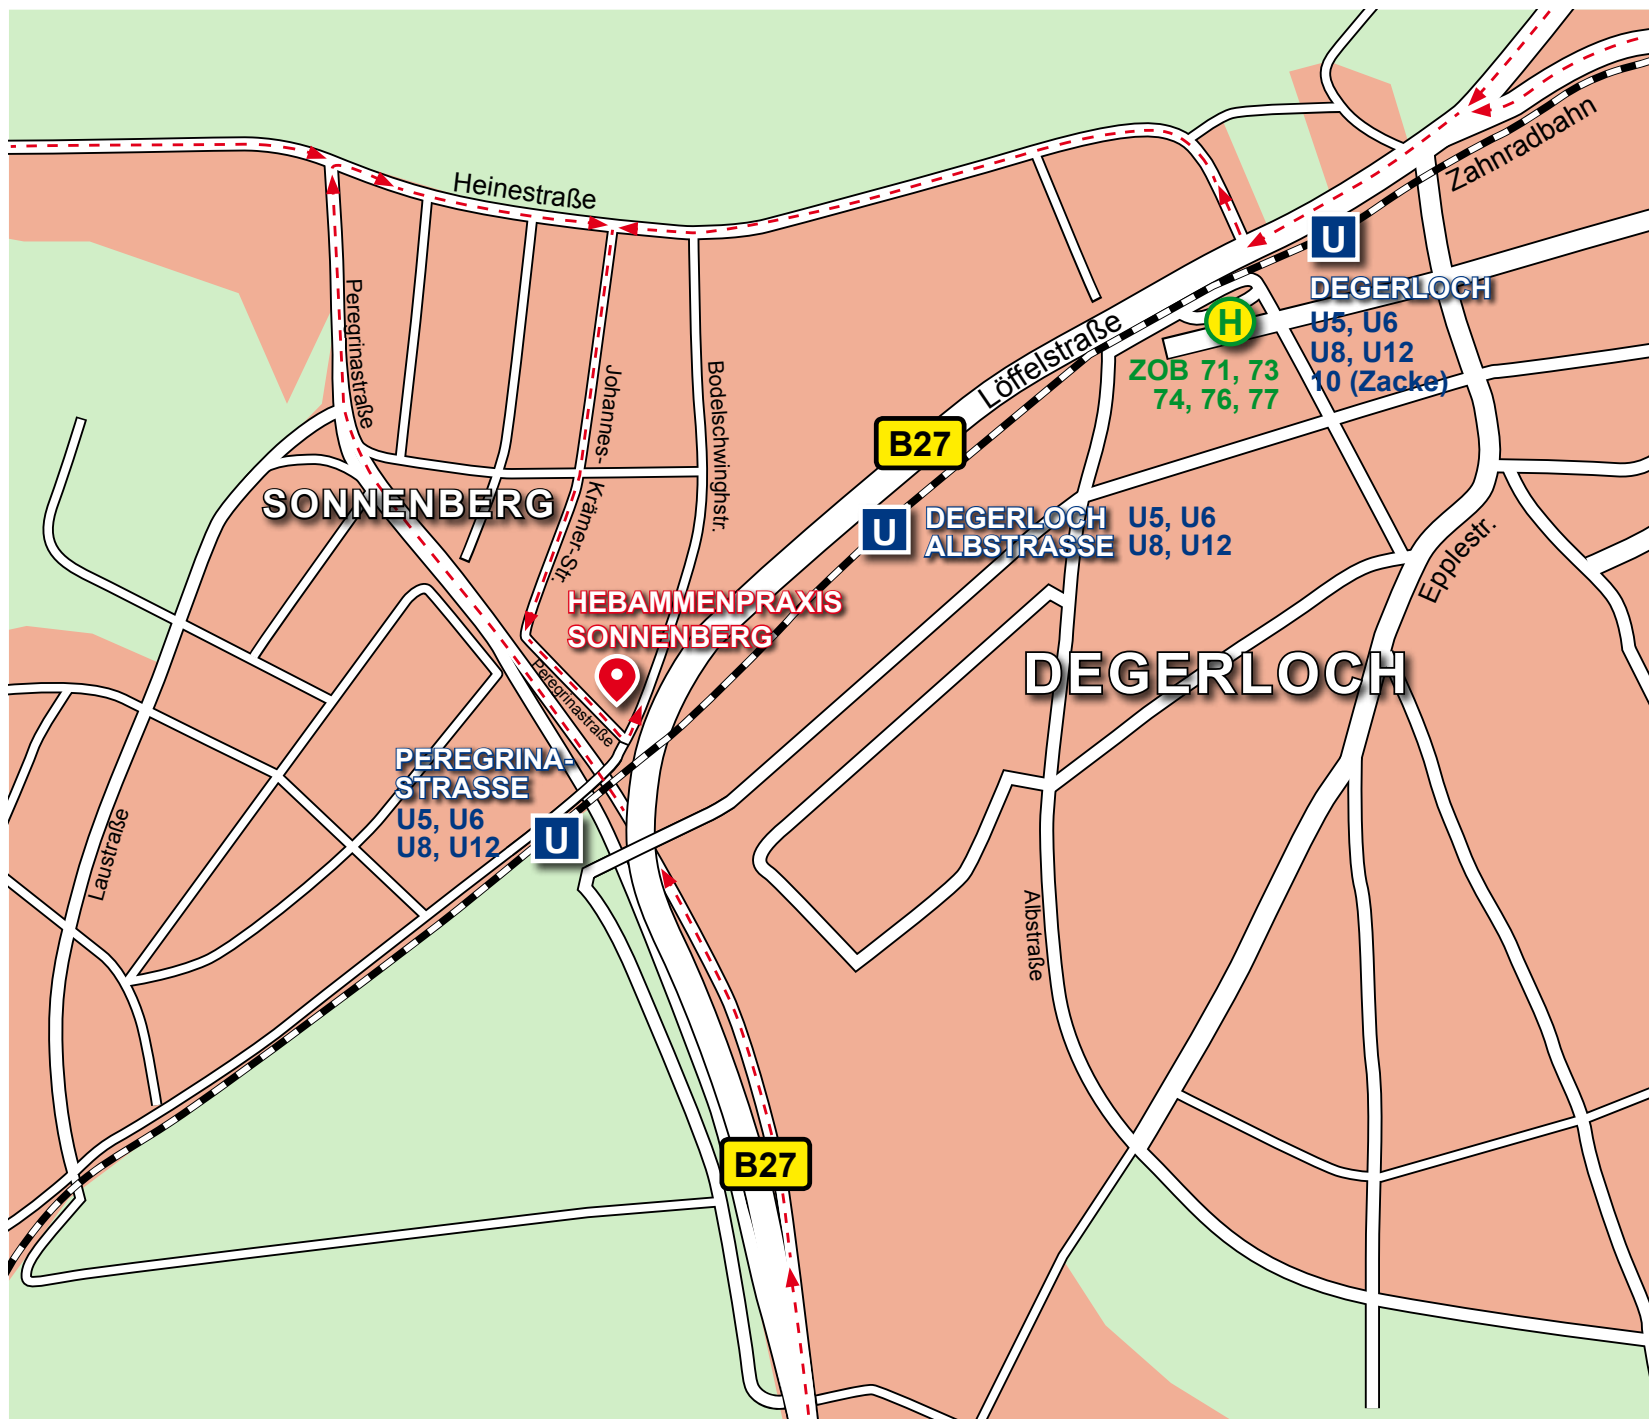 Zahnradbahn
Heinestraße
U
DEGERLOCH
U5, U6
U8, U12
10 (Zacke)
H
ZOB 71, 73
74, 76, 77
Peregrinastraße
Johannes-
Krämer-Str.
Bodelschwinghstr.
Löffelstraße
B27
SONNENBERG
U
DEGERLOCH U5, U6
ALBSTRASSE U8, U12
Epplestr.
HEBAMMENPRAXIS
SONNENBERG
DEGERLOCH
Peregrinastraße
PEREGRINA-
STRASSE
U5, U6
U8, U12
U
Laustraße
Albstraße
B27